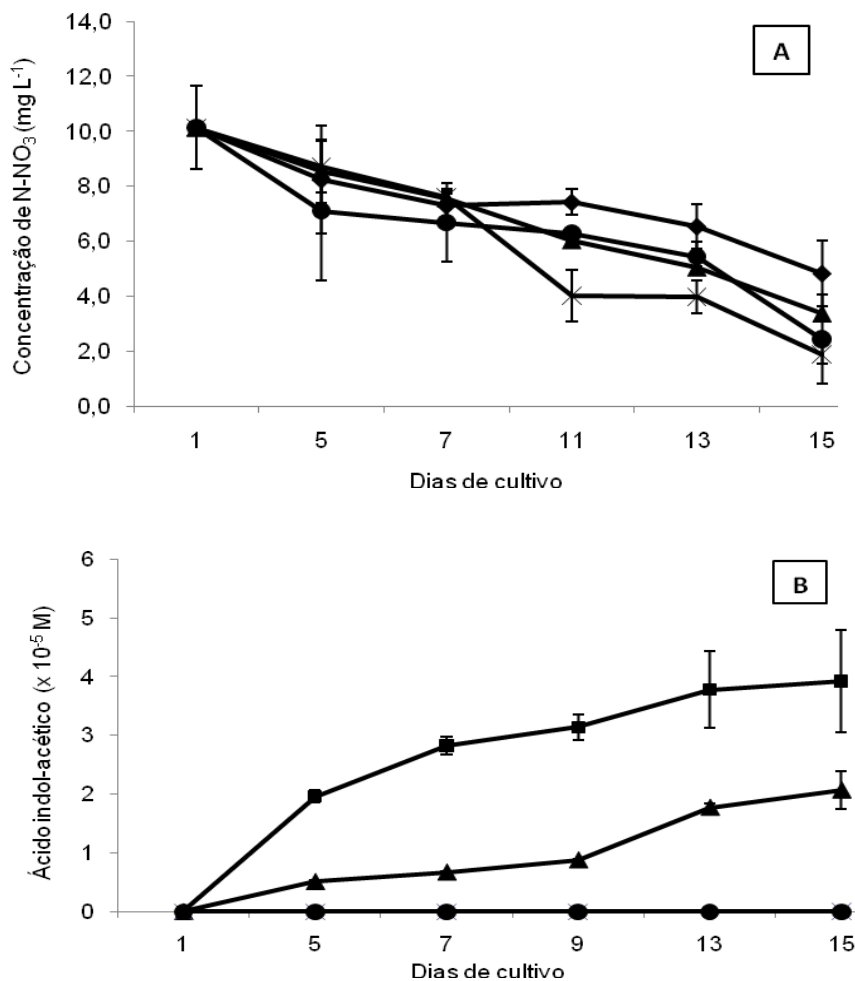 14,0
A
12,0
10,0
8,0
6,0
4,0
2,0
0,0
Concentração de N-NO3 (mg L-1)
1 5 7 11 13 15
Dias de cultivo
6
B
5
4
3
2
1
0
Ácido indol-acético (x 10-5 M)
1 5 7 9 13 15
Dias de cultivo